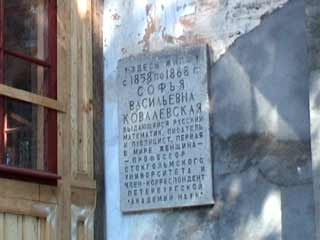 ЗДЕСЬ ЖИЛА
с 1858 по 1868 г.
СОФЬЯ
ВАСИЛЬЕВНА
КОВАЛЕВСКАЯ
ВЫДАЮЩИЙСЯ РУССКИЙ
МАТЕМАТИК, ПИСАТЕЛЬ
И ПУБЛИЦИСТ, ПЕРВАЯ
В МИРЕ ЖЕНЩИНА–
–ПРОФЕССОР
СТОКГОЛЬМСКОГО
УНИВЕРСИТЕТА И
ЧЛЕН-КОРРЕСПОНДЕНТ
ПЕТЕРБУРГСКОЙ
АКАДЕМИИ НАУК